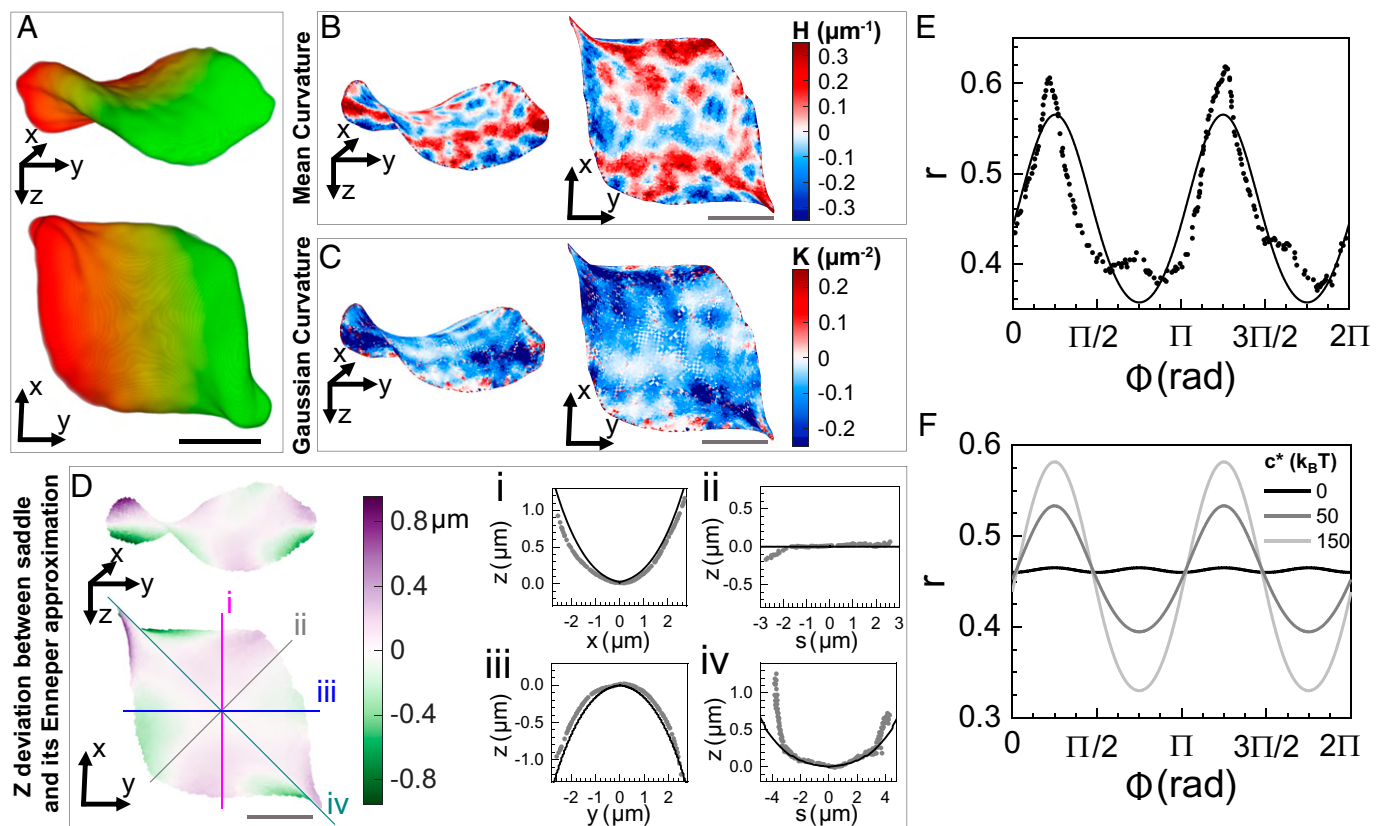 A
x
y
z
x
y
Mean Curvature
B
x
y
z
x
y
H (μm⁻¹)
0.3
0.2
0.1
0
-0.1
-0.2
-0.3
Gaussian Curvature
C
x
y
z
x
y
K (μm⁻²)
0.2
0.1
0
-0.1
-0.2
Z deviation between saddle
and its Enneper approximation
D
x
y
z
x
y
i
ii
iii
iv
0.8 μm
0.4
0
-0.4
-0.8
i
z (μm)
1.0
0.5
0.0
-2 -1 0 1 2
x (μm)
ii
z (μm)
0.5
0.0
-0.5
-3 -2 -1 0 1 2 3
s (μm)
iii
z (μm)
0.0
-0.5
-1.0
-2 -1 0 1 2
y (μm)
iv
z (μm)
1.5
1.0
0.5
0.0
-4 -2 0 2 4
s (μm)
E
r
0.6
0.5
0.4
0 Π/2 Π 3Π/2 2Π
Φ (rad)
F
r
0.6
0.5
0.4
0.3
c* (k_BT)
0
50
150
0 Π/2 Π 3Π/2 2Π
Φ (rad)